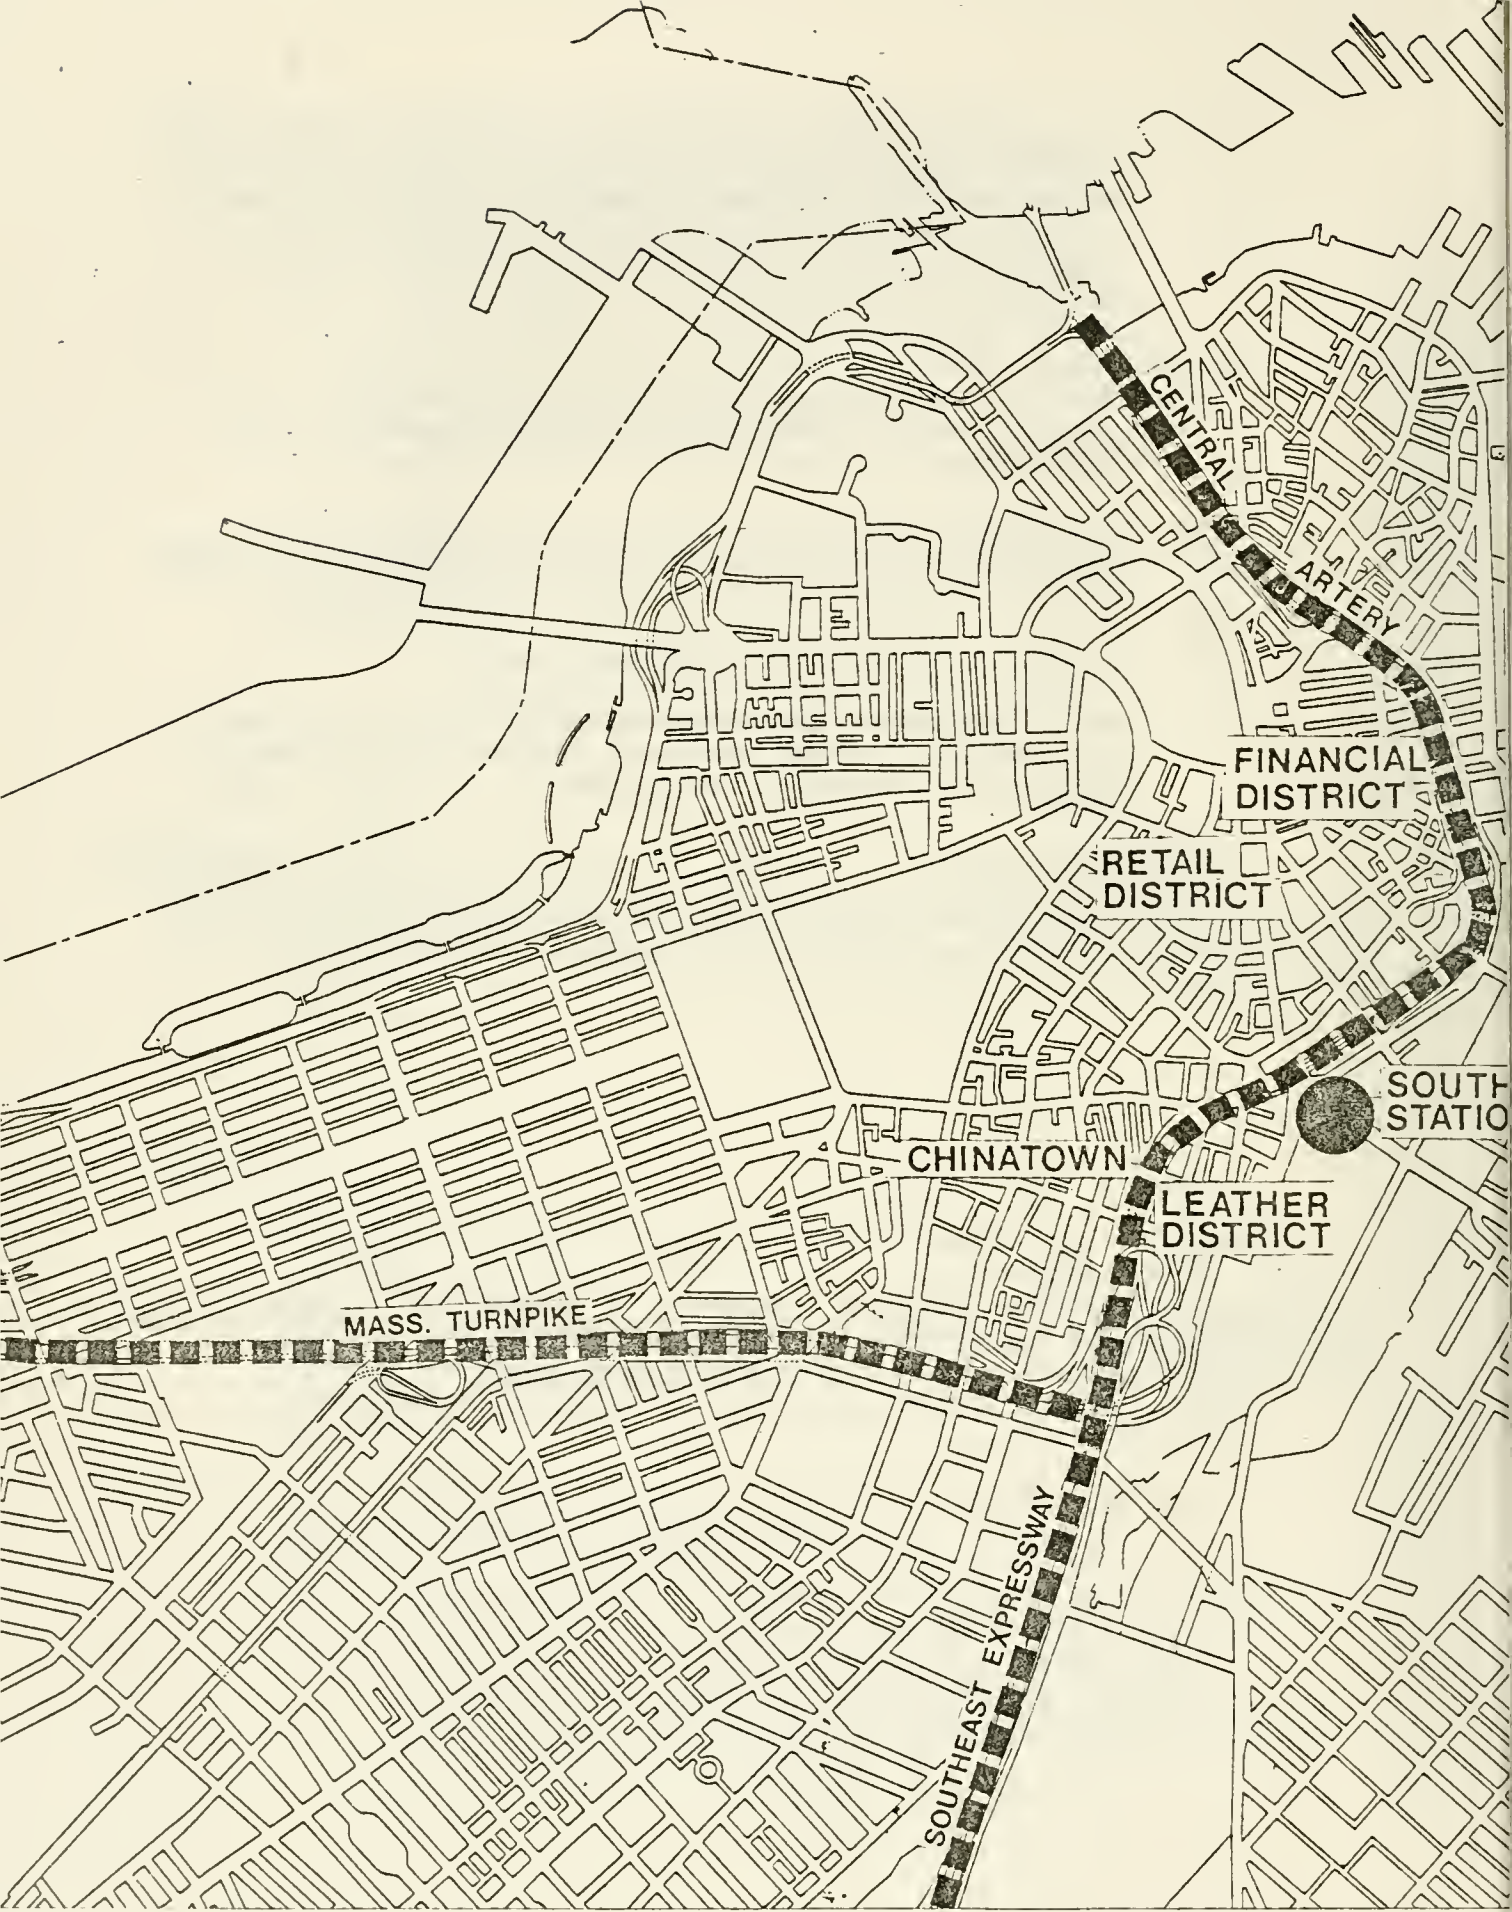 CENTRAL
ARTERY
FINANCIAL
DISTRICT
RETAIL
DISTRICT
SOUTH
STATIO
CHINATOWN
LEATHER
DISTRICT
MASS. TURNPIKE
SOUTHEAST EXPRESSWAY